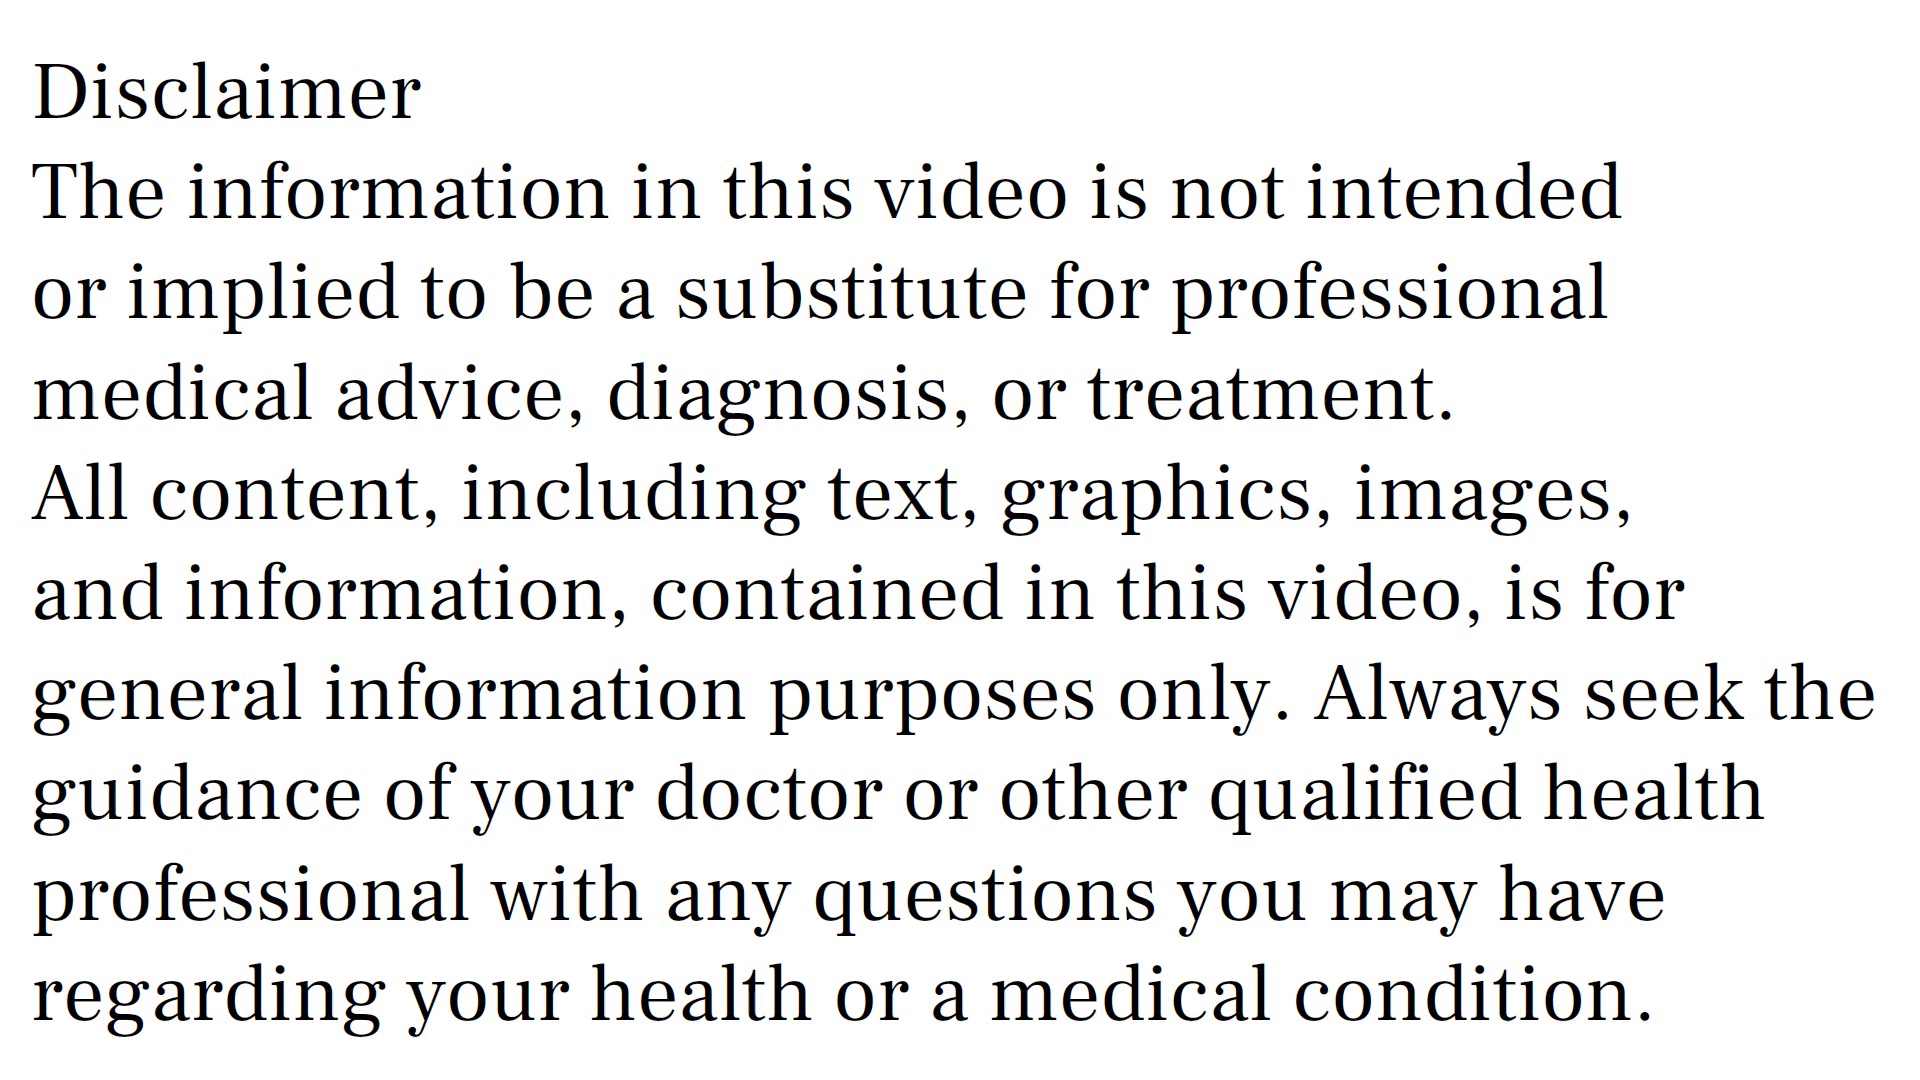 Disclaimer
The information in this video is not intended
or implied to be a substitute for professional
medical advice, diagnosis, or treatment.
All content, including text, graphics, images,
and information, contained in this video, is for
general information purposes only. Always seek the
guidance of your doctor or other qualified health
professional with any questions you may have
regarding your health or a medical condition.